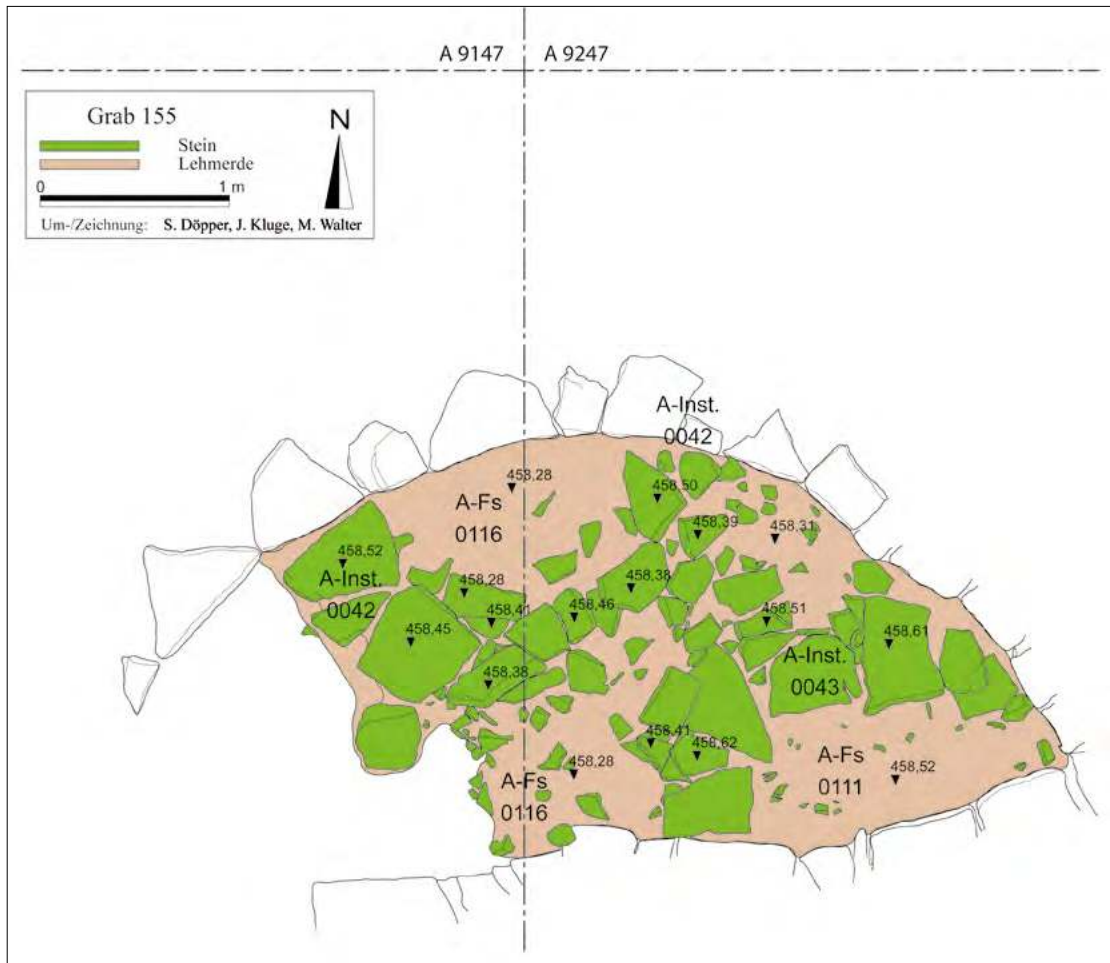 A 9147
A 9247
Grab 155
Stein
Lehmerde
N
0
1 m
Um-/Zeichnung: S. Döpper, J. Kluge, M. Walter
A-Inst.
0042
458,28
458,50
A-Fs
0116
458,39
458,31
458,52
A-Inst.
0042
458,28
458,38
458,41
458,46
458,51
458,45
458,61
A-Inst.
0043
458,38
458,41
458,62
458,28
A-Fs
0116
A-Fs
0111
458,52